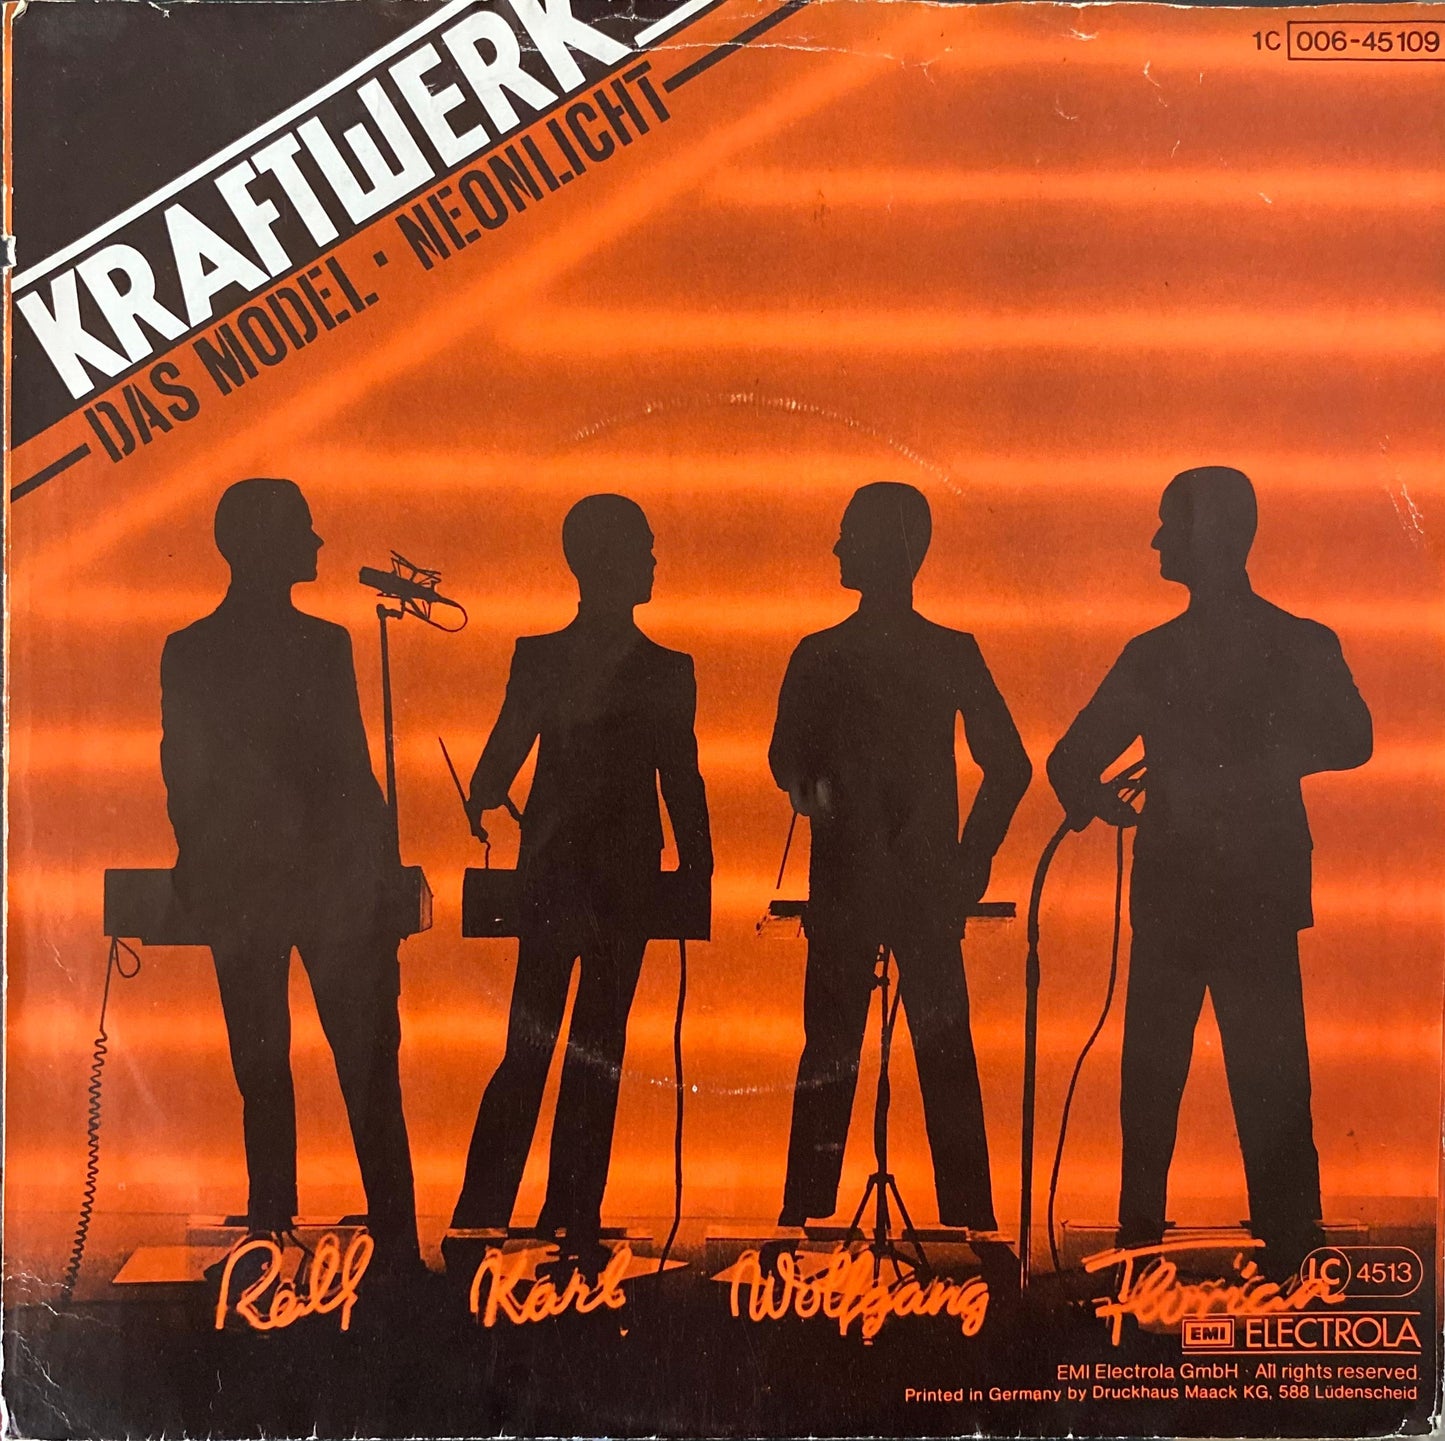 KRAFTWERK
DAS MODEL · NEONLICHT
1C 006-45109
Ralf Karl Wolfgang Florian
LC 4513
EMI ELECTROLA
EMI Electrola GmbH · All rights reserved.
Printed in Germany by Druckhaus Maack KG, 588 Lüdenscheid